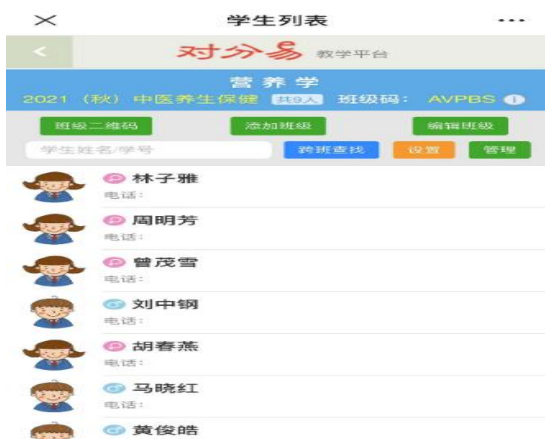 学生列表
对分易 教学平台
营养学
2021（秋）中医养生保健 共9人 班级码： AVPBS
班级二维码 添加班级 编辑班级
学生姓名/学号 跨班查找 设置 管理
林子雅
电话：
周明芳
电话：
曾茂雪
电话：
刘中钢
电话：
胡春燕
电话：
马晓红
电话：
黄俊皓